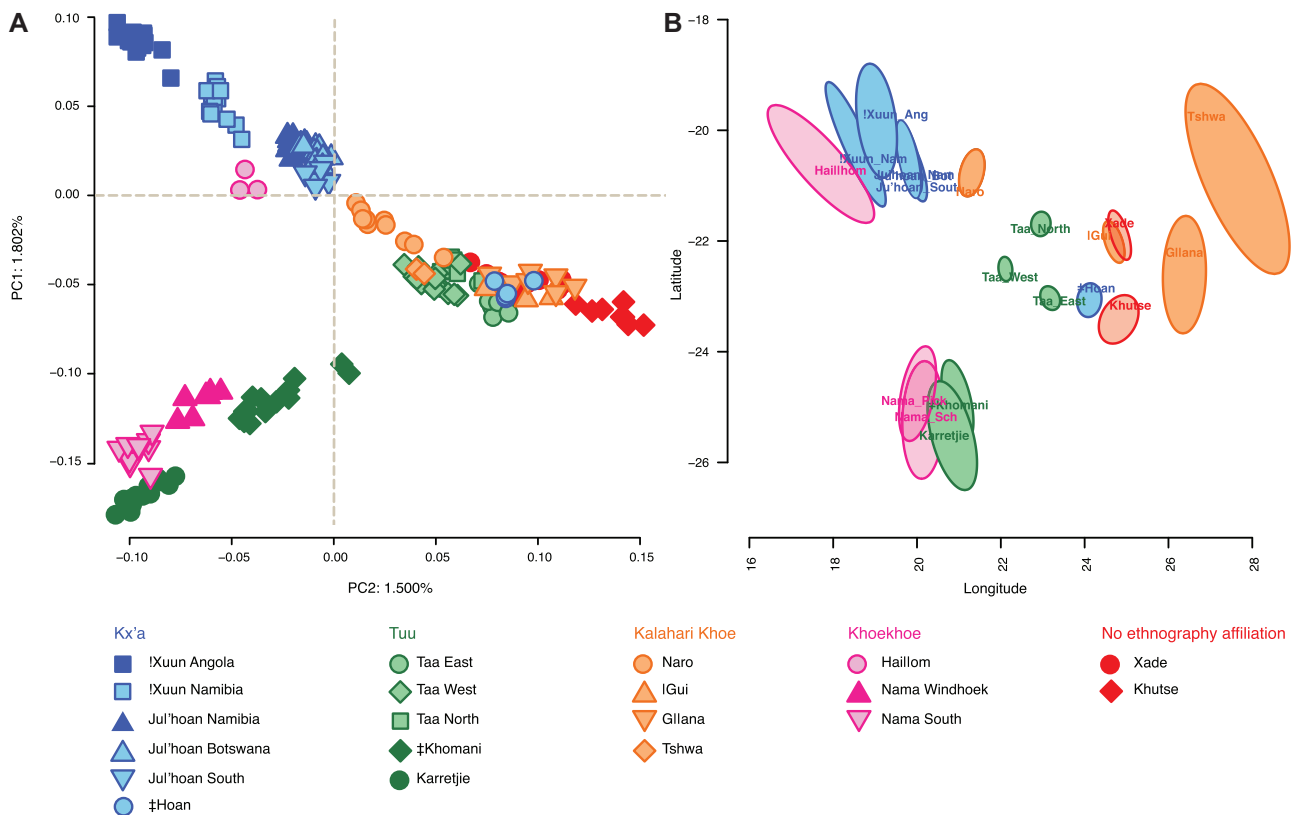 A
B
0.10
0.05
0.00
−0.05
−0.10
−0.15
PC1: 1.802%
−0.10
−0.05
0.00
0.05
0.10
0.15
PC2: 1.500%
−18
−20
−22
−24
−26
Latitude
!Xuun_Ang
Tshwa
!Xuun_Nam
Haillhom
Ju'hoan_Sout
Naro
Xade
Taa_North
IGui
Gllana
Taa_West
‡Hoan
Taa_East
Khutse
‡Khomani
Nama_Sch
Karretjie
16
18
20
22
24
26
28
Longitude
Kx'a
!Xuun Angola
!Xuun Namibia
Jul'hoan Namibia
Jul'hoan Botswana
Jul'hoan South
‡Hoan
Tuu
Taa East
Taa West
Taa North
‡Khomani
Karretjie
Kalahari Khoe
Naro
lGui
Gllana
Tshwa
Khoekhoe
Haillom
Nama Windhoek
Nama South
No ethnography affiliation
Xade
Khutse